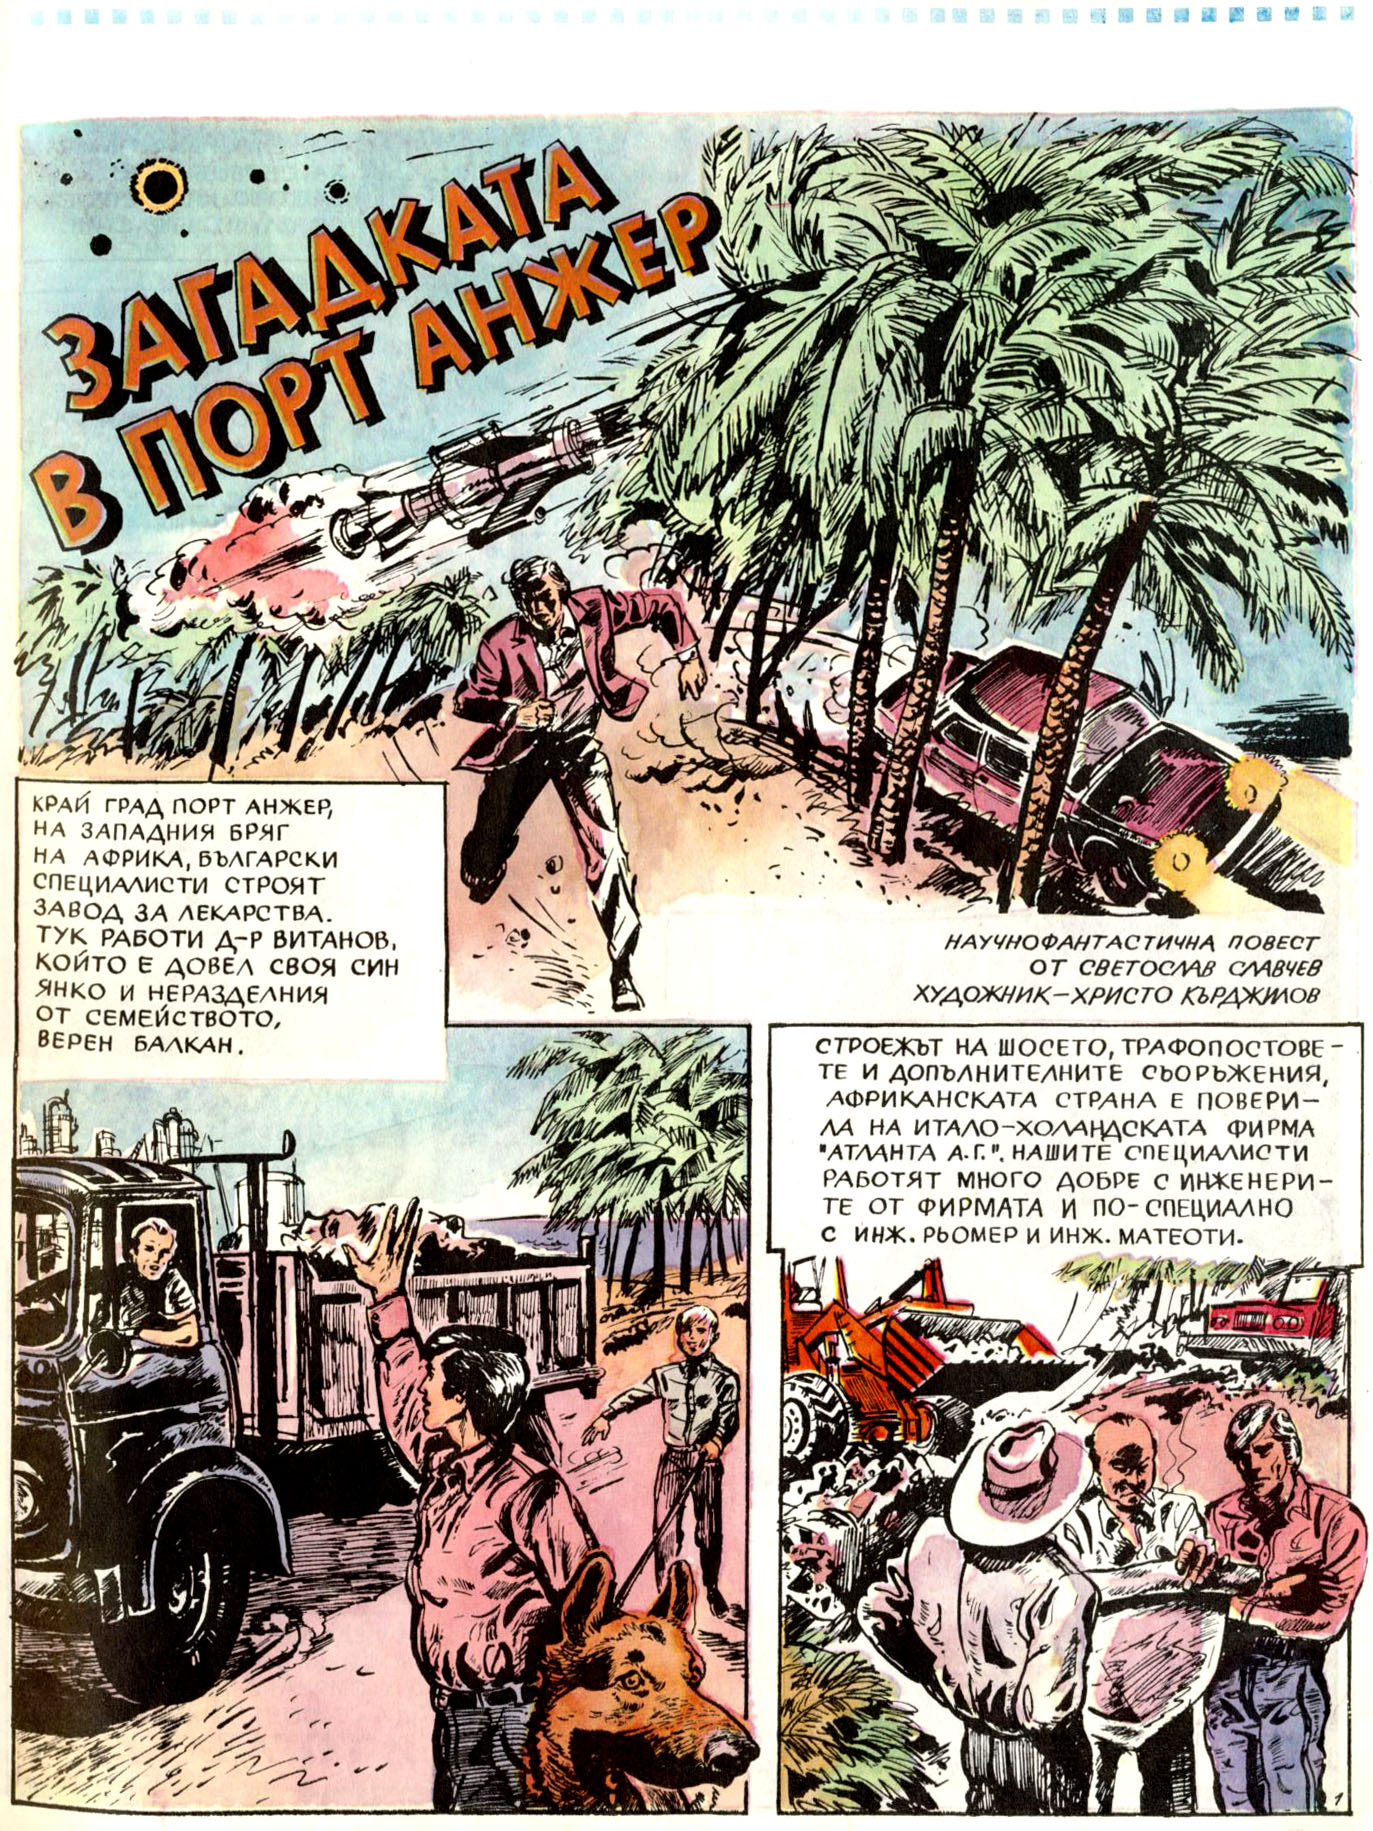 ЗАГАДКАТА
В ПОРТ АНЖЕР
КРАЙ ГРАД ПОРТ АНЖЕР,
НА ЗАПАДНИЯ БРЯГ
НА АФРИКА, БЪЛГАРСКИ
СПЕЦИАЛИСТИ СТРОЯТ
ЗАВОД ЗА ЛЕКАРСТВА.
ТУК РАБОТИ Д-Р ВИТАНОВ,
КОЙТО Е ДОВЕЛ СВОЯ СИН
ЯНКО И НЕРАЗДЕЛНИЯ
ОТ СЕМЕЙСТВОТО,
ВЕРЕН БАЛКАН.
НАУЧНОФАНТАСТИЧНА ПОВЕСТ
ОТ СВЕТОСЛАВ СЛАВЧЕВ
ХУДОЖНИК-ХРИСТО КЪРДЖИЛОВ
СТРОЕЖЪТ НА ШОСЕТО, ТРАФОПОСТОВЕ-
ТЕ И ДОПЪЛНИТЕЛНИТЕ СЪОРЪЖЕНИЯ,
АФРИКАНСКАТА СТРАНА Е ПОВЕРИ-
ЛА НА ИТАЛО-ХОЛАНДСКАТА ФИРМА
"АТЛАНТА А.Г.". НАШИТЕ СПЕЦИАЛИСТИ
РАБОТЯТ МНОГО ДОБРЕ С ИНЖЕНЕРИ-
ТЕ ОТ ФИРМАТА И ПО-СПЕЦИАЛНО
С ИНЖ. РЬОМЕР И ИНЖ. МАТЕОТИ.
1